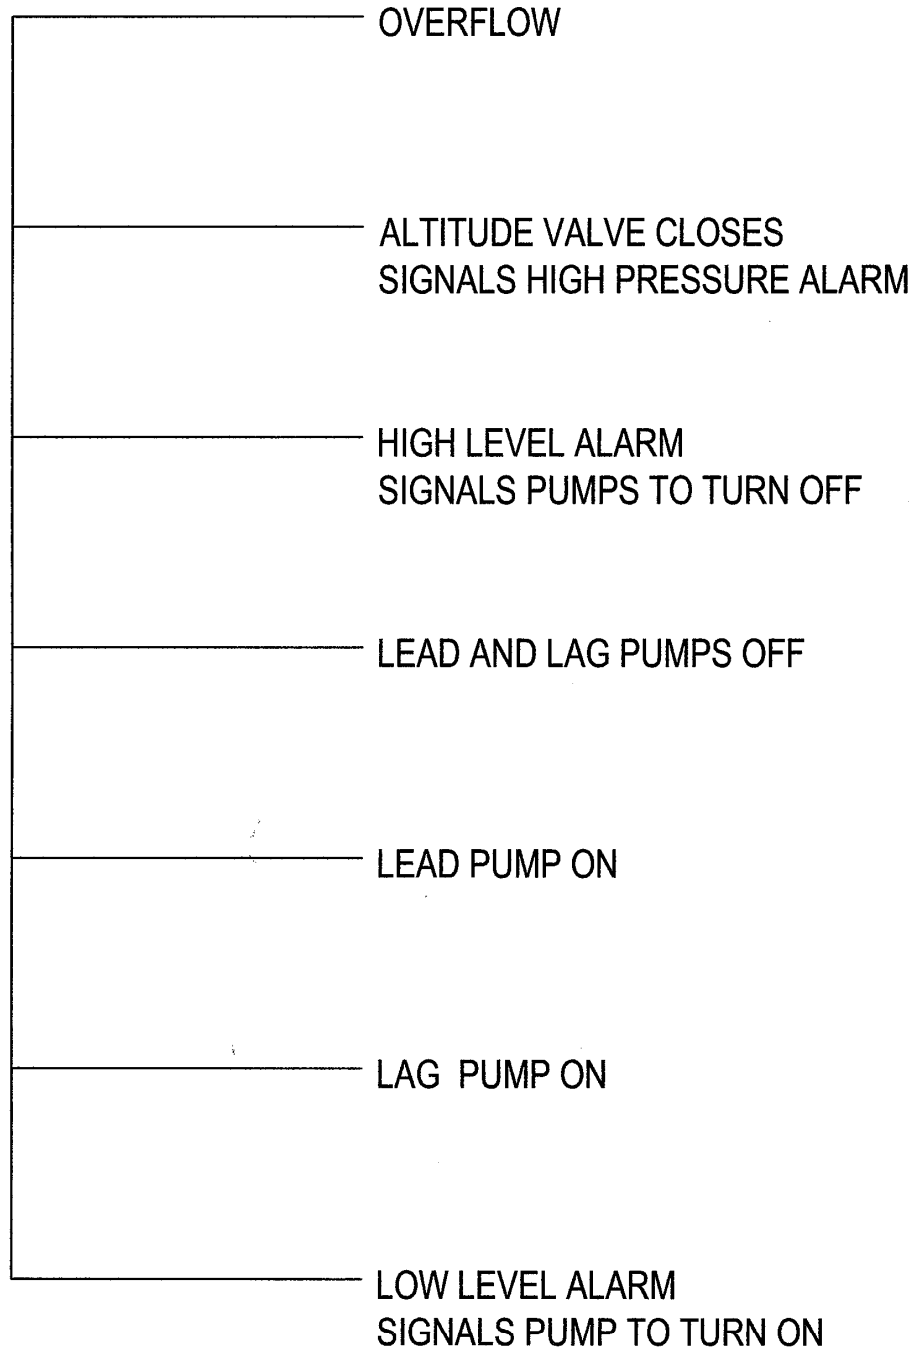 OVERFLOW
ALTITUDE VALVE CLOSES
SIGNALS HIGH PRESSURE ALARM
HIGH LEVEL ALARM
SIGNALS PUMPS TO TURN OFF
LEAD AND LAG PUMPS OFF
LEAD PUMP ON
LAG PUMP ON
LOW LEVEL ALARM
SIGNALS PUMP TO TURN ON